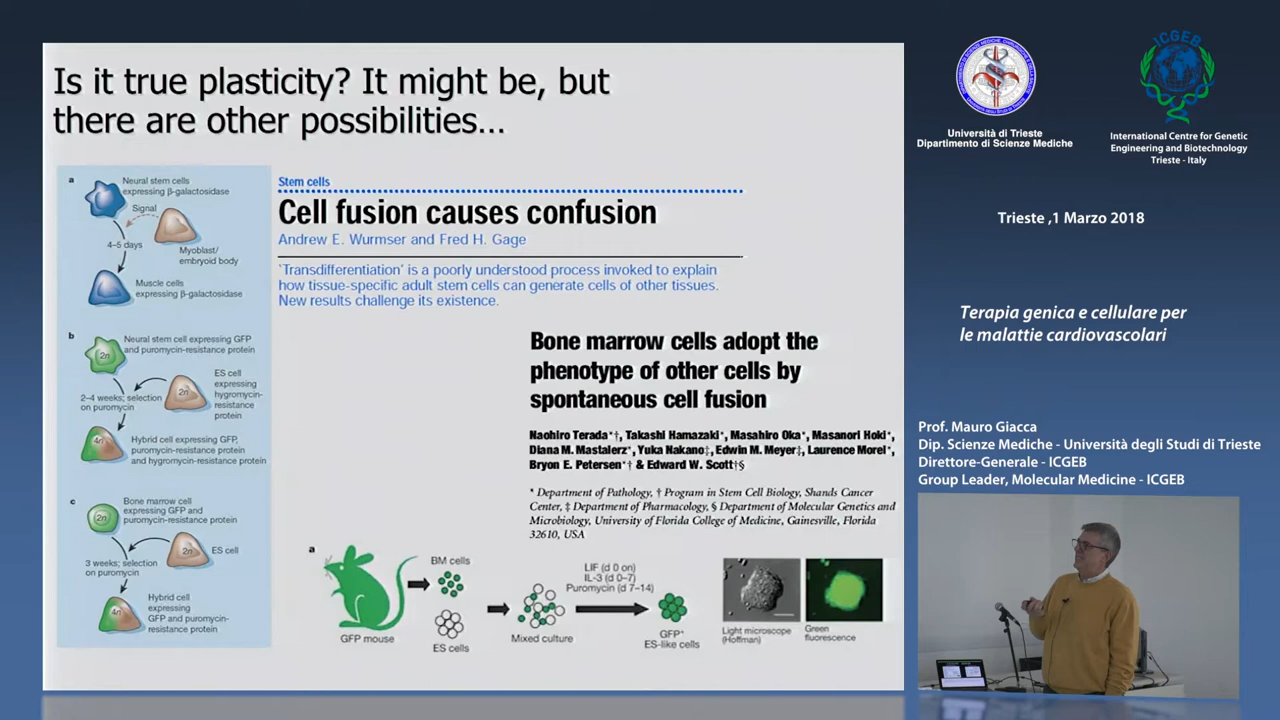 Is it true plasticity? It might be, but
there are other possibilities...
a
Neural stem cells
expressing β-galactosidase
Signal
4–5 days
Myoblast/
embryoid body
Muscle cells
expressing β-galactosidase
b
Neural stem cell expressing GFP
and puromycin-resistance protein
2n
ES cell
expressing
hygromycin-
resistance
protein
2n
2–4 weeks; selection
on puromycin
4n
Hybrid cell expressing GFP,
puromycin-resistance protein
and hygromycin-resistance protein
c
Bone marrow cell
expressing GFP and
puromycin-resistance protein
2n
2n
ES cell
3 weeks; selection
on puromycin
4n
Hybrid cell
expressing
GFP and puromycin-
resistance protein
Stem cells
Cell fusion causes confusion
Andrew E. Wurmser and Fred H. Gage
'Transdifferentiation' is a poorly understood process invoked to explain
how tissue-specific adult stem cells can generate cells of other tissues.
New results challenge its existence.
Bone marrow cells adopt the
phenotype of other cells by
spontaneous cell fusion
Naohiro Terada*†, Takashi Hamazaki*, Masahiro Oka*, Masanori Hoki*,
Diana M. Mastalerz*, Yuka Nakano‡, Edwin M. Meyer‡, Laurence Morel*,
Bryon E. Petersen*† & Edward W. Scott†§
* Department of Pathology, † Program in Stem Cell Biology, Shands Cancer
Center, ‡ Department of Pharmacology, § Department of Molecular Genetics and
Microbiology, University of Florida College of Medicine, Gainesville, Florida
32610, USA
a
GFP mouse
BM cells
ES cells
Mixed culture
LIF (d 0 on)
IL-3 (d 0–7)
Puromycin (d 7–14)
GFP+
ES-like cells
Light microscope
(Hoffman)
Green
fluorescence
Università di Trieste
Dipartimento di Scienze Mediche
ICGEB
International Centre for Genetic
Engineering and Biotechnology
Trieste - Italy
Trieste ,1 Marzo 2018
Terapia genica e cellulare per
le malattie cardiovascolari
Prof. Mauro Giacca
Dip. Scienze Mediche - Università degli Studi di Trieste
Direttore-Generale - ICGEB
Group Leader, Molecular Medicine - ICGEB